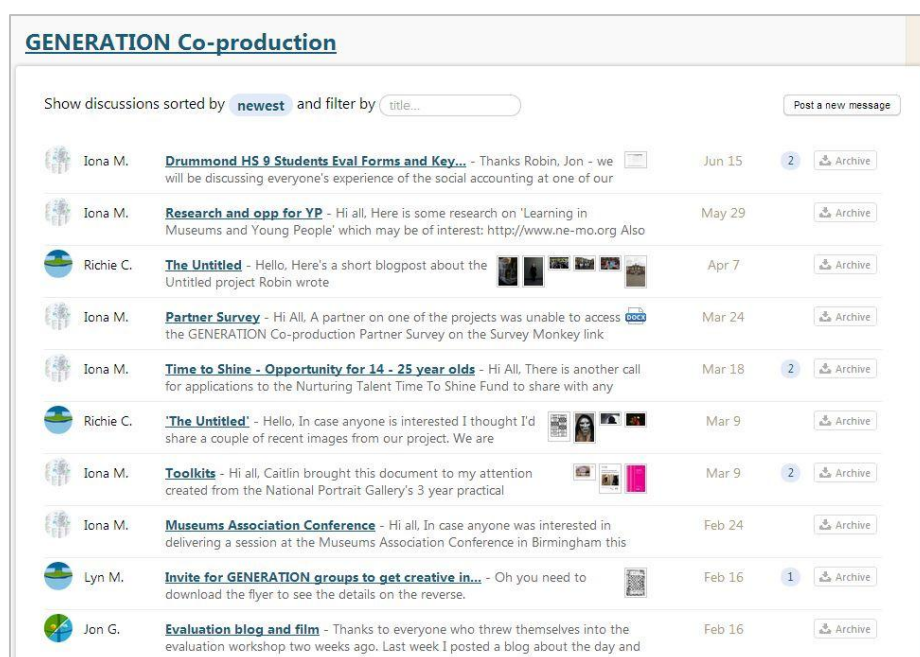 GENERATION Co-production
Show discussions sorted by newest and filter by title...
Post a new message
Iona M. Drummond HS 9 Students Eval Forms and Key... - Thanks Robin, Jon - we Jun 15 2 Archive
will be discussing everyone's experience of the social accounting at one of our
Iona M. Research and opp for YP - Hi all, Here is some research on 'Learning in May 29 Archive
Museums and Young People' which may be of interest: http://www.ne-mo.org Also
Richie C. The Untitled - Hello, Here's a short blogpost about the Apr 7 Archive
Untitled project Robin wrote
Iona M. Partner Survey - Hi All, A partner on one of the projects was unable to access DOCX Mar 24 Archive
the GENERATION Co-production Partner Survey on the Survey Monkey link
Iona M. Time to Shine - Opportunity for 14 - 25 year olds - Hi All, There is another call Mar 18 2 Archive
for applications to the Nurturing Talent Time To Shine Fund to share with any
Richie C. 'The Untitled' - Hello, In case anyone is interested I thought I'd Mar 9 Archive
share a couple of recent images from our project. We are
Iona M. Toolkits - Hi all, Caitlin brought this document to my attention Mar 9 2 Archive
created from the National Portrait Gallery's 3 year practical
Iona M. Museums Association Conference - Hi all, In case anyone was interested in Feb 24 Archive
delivering a session at the Museums Association Conference in Birmingham this
Lyn M. Invite for GENERATION groups to get creative in... - Oh you need to Feb 16 1 Archive
download the flyer to see the details on the reverse.
Jon G. Evaluation blog and film - Thanks to everyone who threw themselves into the Feb 16 Archive
evaluation workshop two weeks ago. Last week I posted a blog about the day and